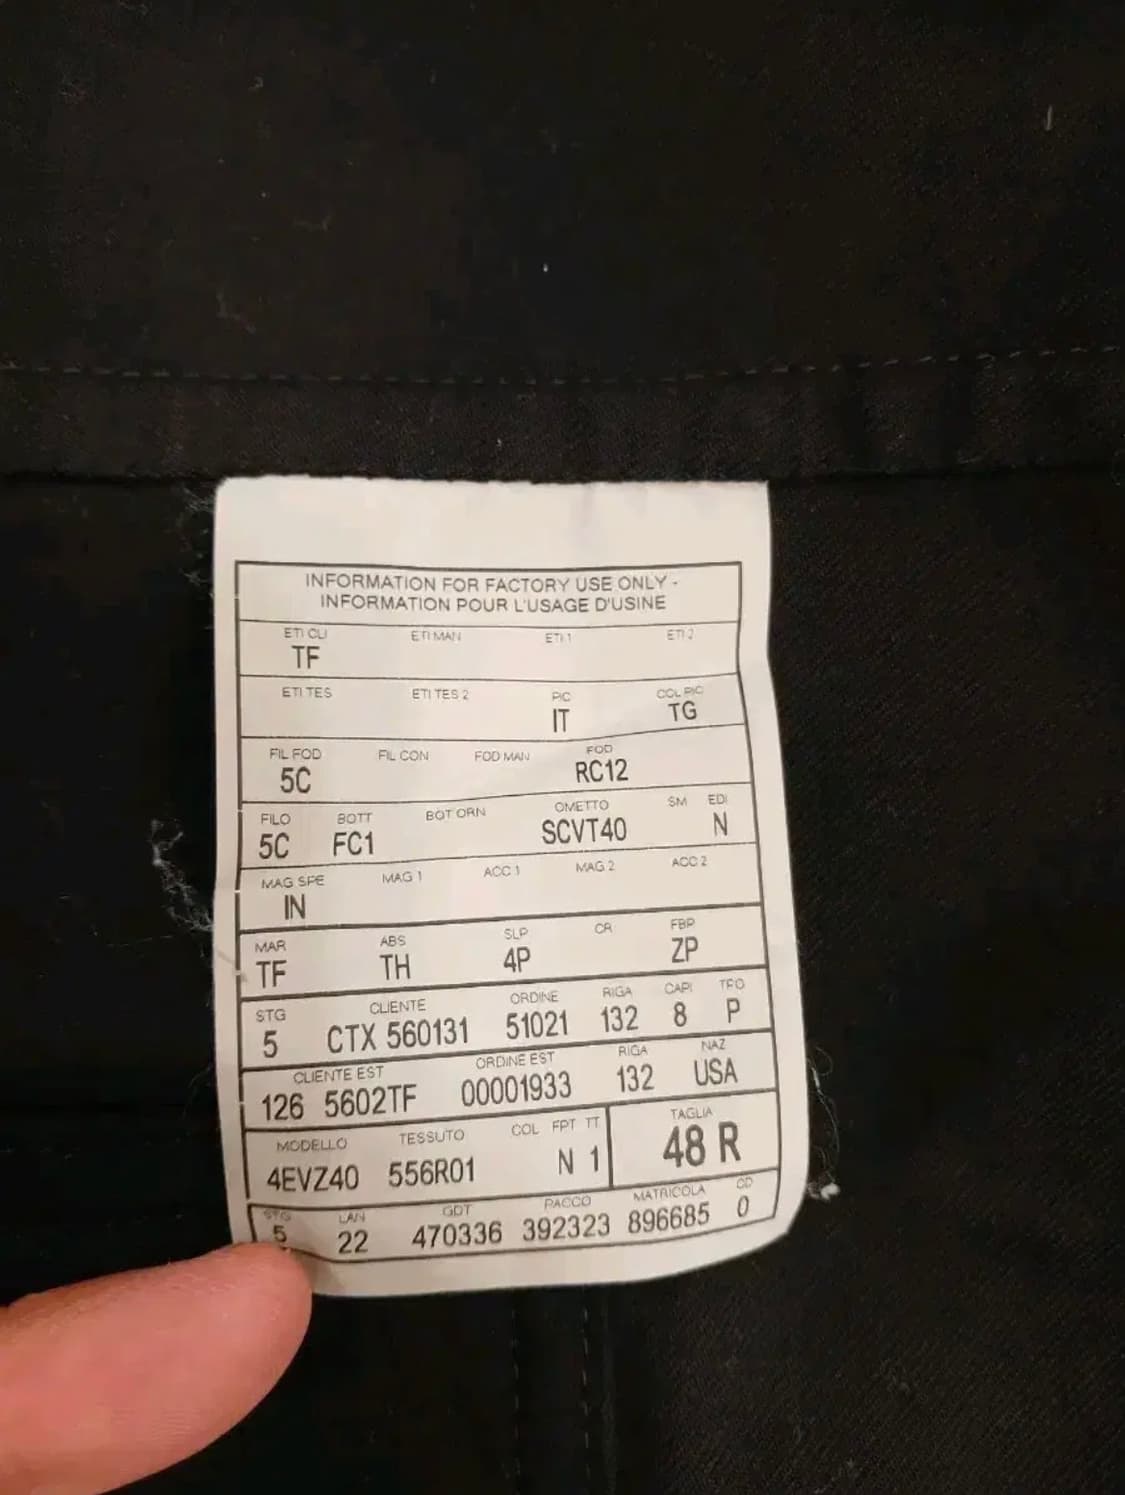 INFORMATION FOR FACTORY USE ONLY -
INFORMATION POUR L'USAGE D'USINE
ETI CLI ETI MAN ETI 1 ETI 2
TF
ETI TES ETI TES 2 PIC COL PIC
IT TG
FIL FOD FIL CON FOD MAN FOD
5C RC12
FILO BOTT BOT ORN OMETTO SM EDI
5C FC1 SCVT40 N
MAG SPE MAG 1 ACC 1 MAG 2 ACC 2
IN
MAR ABS SLP CR FBP
TF TH 4P ZP
STG CLIENTE ORDINE RIGA CAPI TPO
5 CTX 560131 51021 132 8 P
CLIENTE EST ORDINE EST RIGA NAZ
126 5602TF 00001933 132 USA
MODELLO TESSUTO COL FPT TT TAGLIA
4EVZ40 556R01 N 1 48 R
STG LAN GDT PACCO MATRICOLA CD
5 22 470336 392323 896685 0